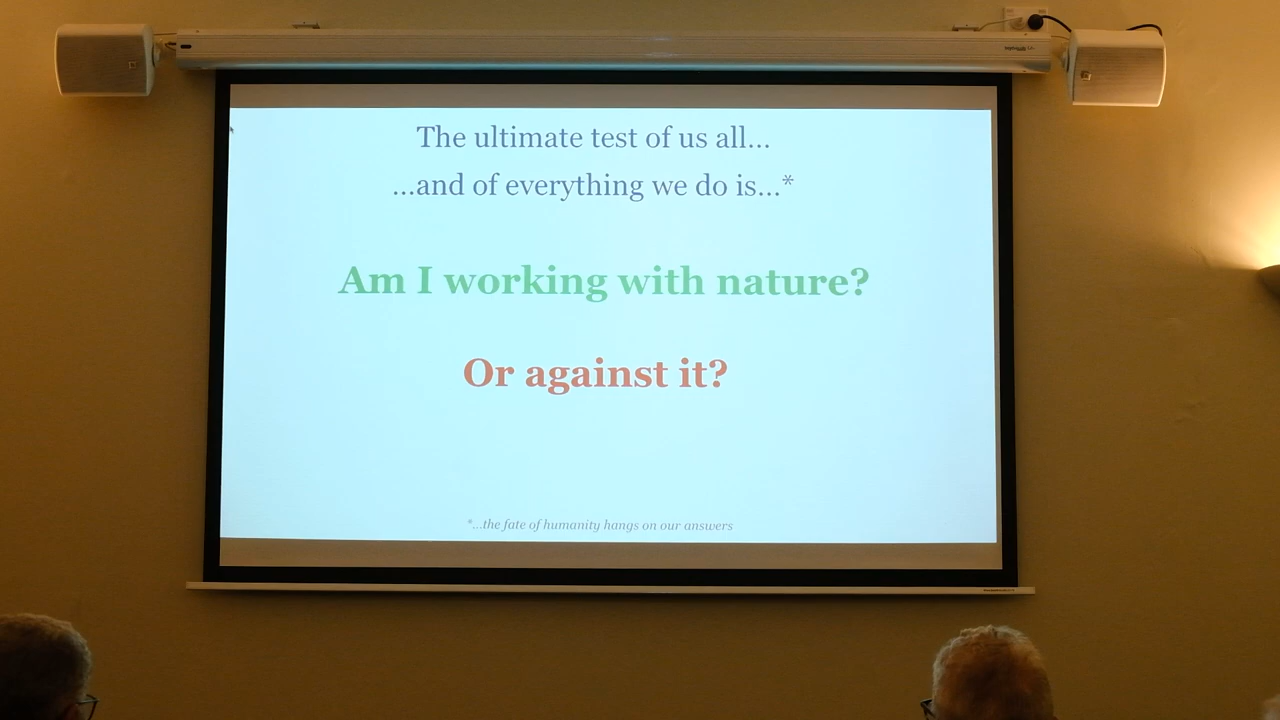 The ultimate test of us all...
...and of everything we do is...*
Am I working with nature?
Or against it?
*...the fate of humanity hangs on our answers